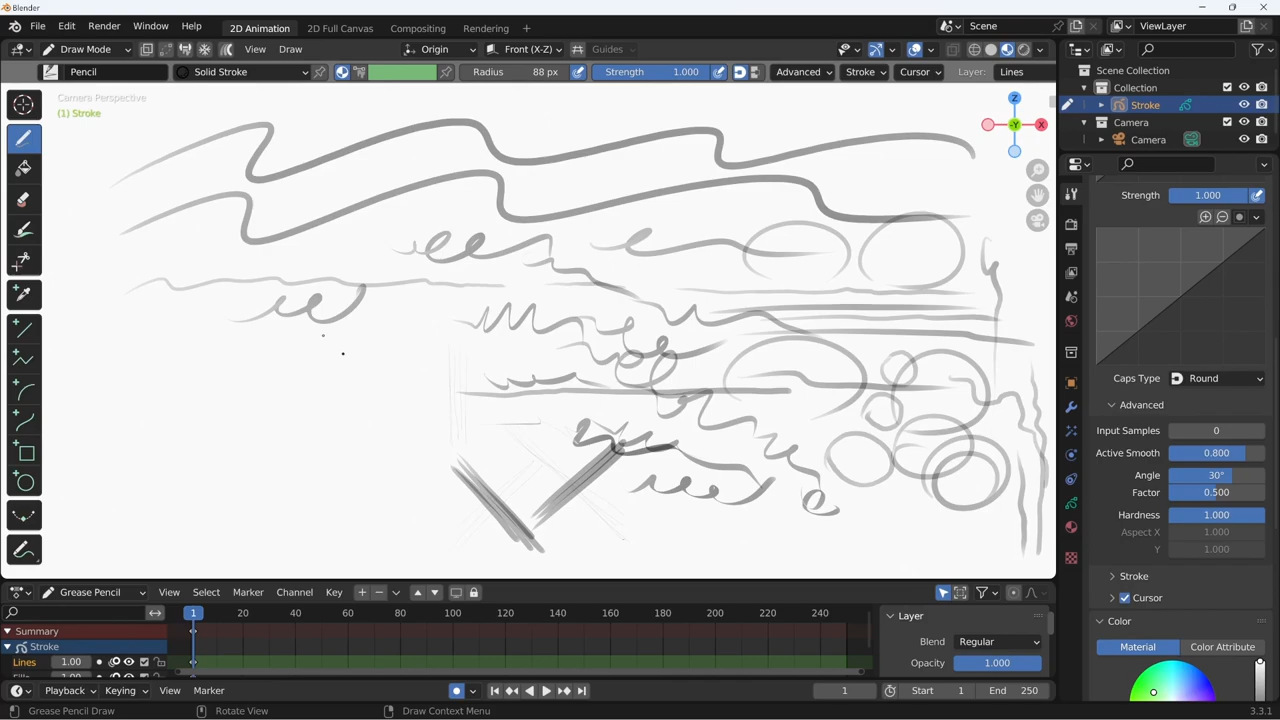 Blender
File Edit Render Window Help 2D Animation 2D Full Canvas Compositing Rendering + Scene ViewLayer
Draw Mode View Draw Origin Front (X-Z) Guides
Pencil Solid Stroke Radius 88 px Strength 1.000 Advanced Stroke Cursor Layer: Lines
Camera Perspective
(1) Stroke
Z
-Y X
Scene Collection
Collection
Stroke
Camera
Camera
Strength 1.000
Caps Type Round
Advanced
Input Samples 0
Active Smooth 0.800
Angle 30°
Factor 0.500
Hardness 1.000
Aspect X 1.000
Y 1.000
Stroke
Cursor
Color
Material Color Attribute
Grease Pencil View Select Marker Channel Key
1 20 40 60 80 100 120 140 160 180 200 220 240
Summary
Stroke
Lines 1.00
Layer
Blend Regular
Opacity 1.000
Playback Keying View Marker 1 Start 1 End 250
Grease Pencil Draw Rotate View Draw Context Menu 3.3.1